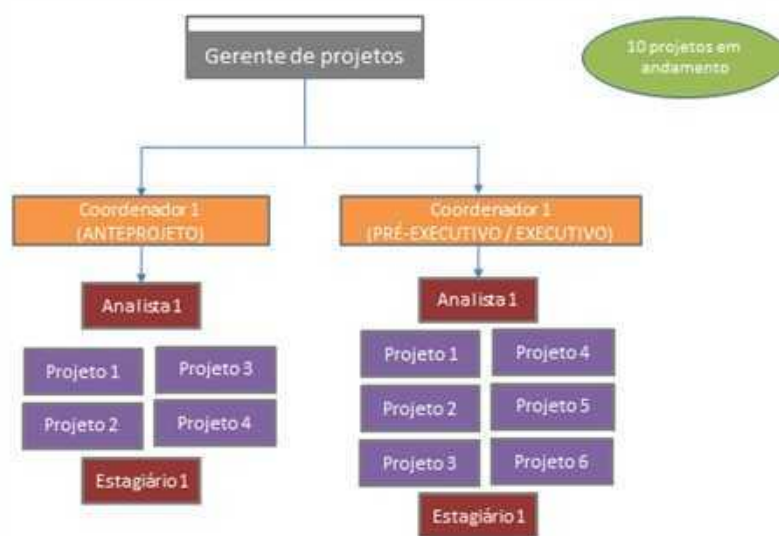 Gerente de projetos
10 projetos em
andamento
Coordenador 1
(ANTEPROJETO)
Analista 1
Projeto 1
Projeto 3
Projeto 2
Projeto 4
Estagiário 1
Coordenador 1
(PRÉ-EXECUTIVO / EXECUTIVO)
Analista 1
Projeto 1
Projeto 4
Projeto 2
Projeto 5
Projeto 3
Projeto 6
Estagiário 1